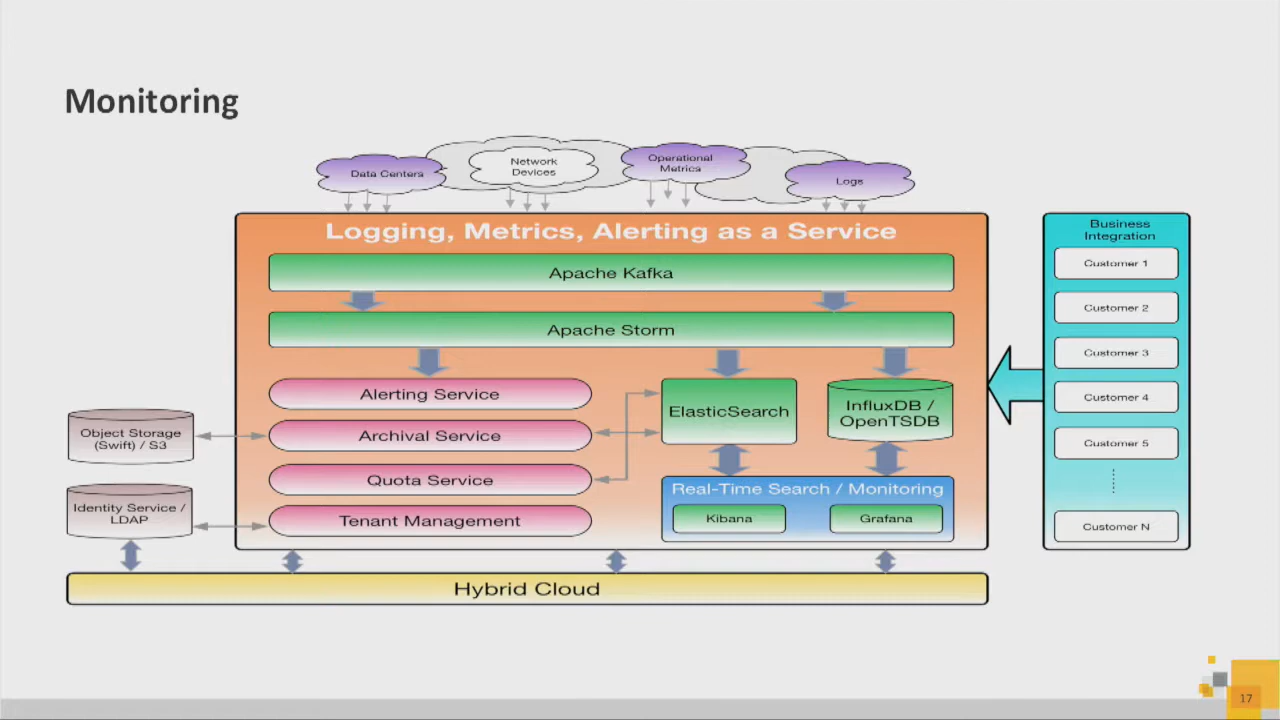 Monitoring
Data Centers
Network
Devices
Operational
Metrics
Logs
Logging, Metrics, Alerting as a Service
Apache Kafka
Apache Storm
Alerting Service
Archival Service
Quota Service
Tenant Management
ElasticSearch
InfluxDB /
OpenTSDB
Real-Time Search / Monitoring
Kibana
Grafana
Object Storage
(Swift) / S3
Identity Service /
LDAP
Hybrid Cloud
Business
Integration
Customer 1
Customer 2
Customer 3
Customer 4
Customer 5
Customer N
17